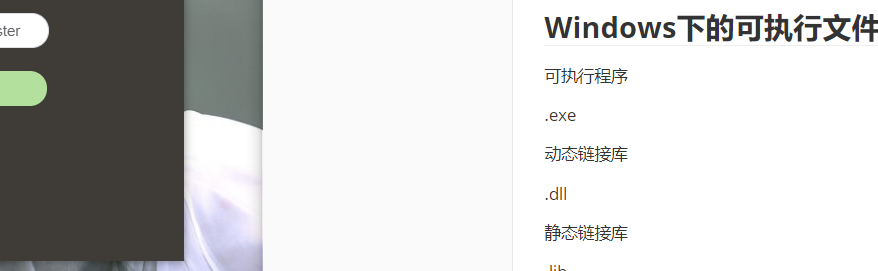 ster
Windows下的可执行文件
可执行程序
.exe
动态链接库
.dll
静态链接库
.lib